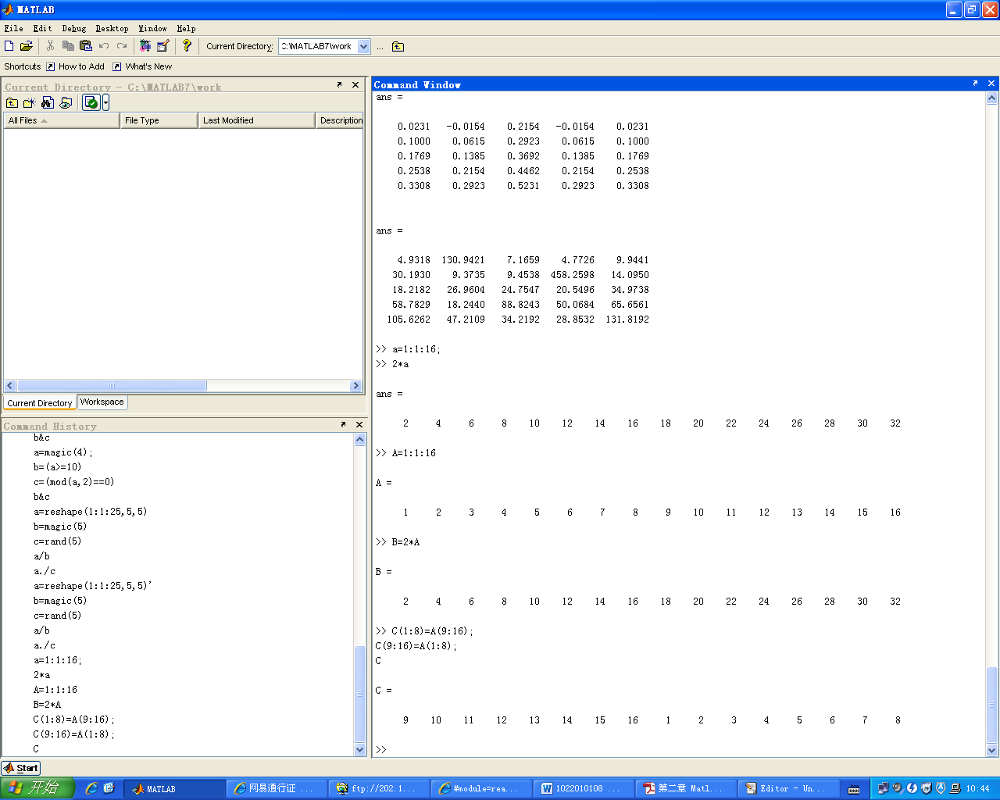 MATLAB
File Edit Debug Desktop Window Help
Current Directory: C:\MATLAB7\work ...
Shortcuts How to Add What's New
Current Directory - C:\MATLAB7\work
All Files File Type Last Modified Description
Current Directory Workspace
Command History
b&c
a=magic(4);
b=(a>=10)
c=(mod(a,2)==0)
b&c
a=reshape(1:1:25,5,5)
b=magic(5)
c=rand(5)
a/b
a./c
a=reshape(1:1:25,5,5)'
b=magic(5)
c=rand(5)
a/b
a./c
a=1:1:16;
2*a
A=1:1:16
B=2*A
C(1:8)=A(9:16);
C(9:16)=A(1:8);
C
Command Window
ans =
0.0231 -0.0154 0.2154 -0.0154 0.0231
0.1000 0.0615 0.2923 0.0615 0.1000
0.1769 0.1385 0.3692 0.1385 0.1769
0.2538 0.2154 0.4462 0.2154 0.2538
0.3308 0.2923 0.5231 0.2923 0.3308
ans =
4.9318 130.9421 7.1659 4.7726 9.9441
30.1930 9.3735 9.4538 458.2598 14.0950
18.2182 26.9604 24.7547 20.5496 34.9738
58.7829 18.2440 88.8243 50.0684 65.6561
105.6262 47.2109 34.2192 28.8532 131.8192
>> a=1:1:16;
>> 2*a
ans =
2 4 6 8 10 12 14 16 18 20 22 24 26 28 30 32
>> A=1:1:16
A =
1 2 3 4 5 6 7 8 9 10 11 12 13 14 15 16
>> B=2*A
B =
2 4 6 8 10 12 14 16 18 20 22 24 26 28 30 32
>> C(1:8)=A(9:16);
C(9:16)=A(1:8);
C
C =
9 10 11 12 13 14 15 16 1 2 3 4 5 6 7 8
>>
Start
开始 MATLAB 网易通行证 ... ftp://202.1... #module=rea... 1022010108 ... 第二章 Matl... Editor - Un... 10:44